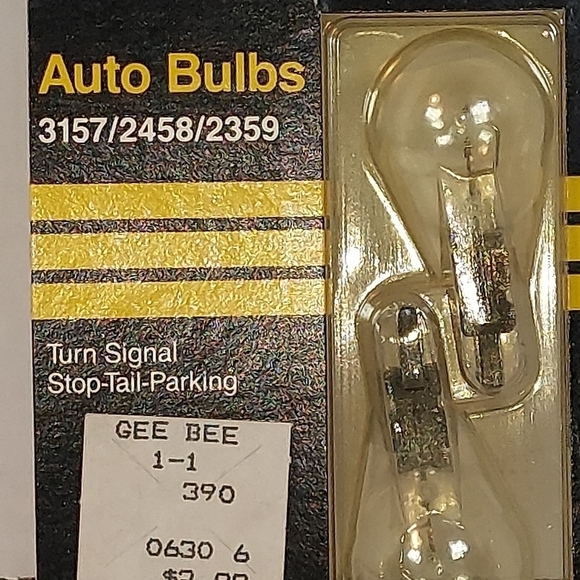 Auto Bulbs
3157/2458/2359
Turn Signal
Stop-Tail-Parking
GEE BEE
1-1
390
0630 6